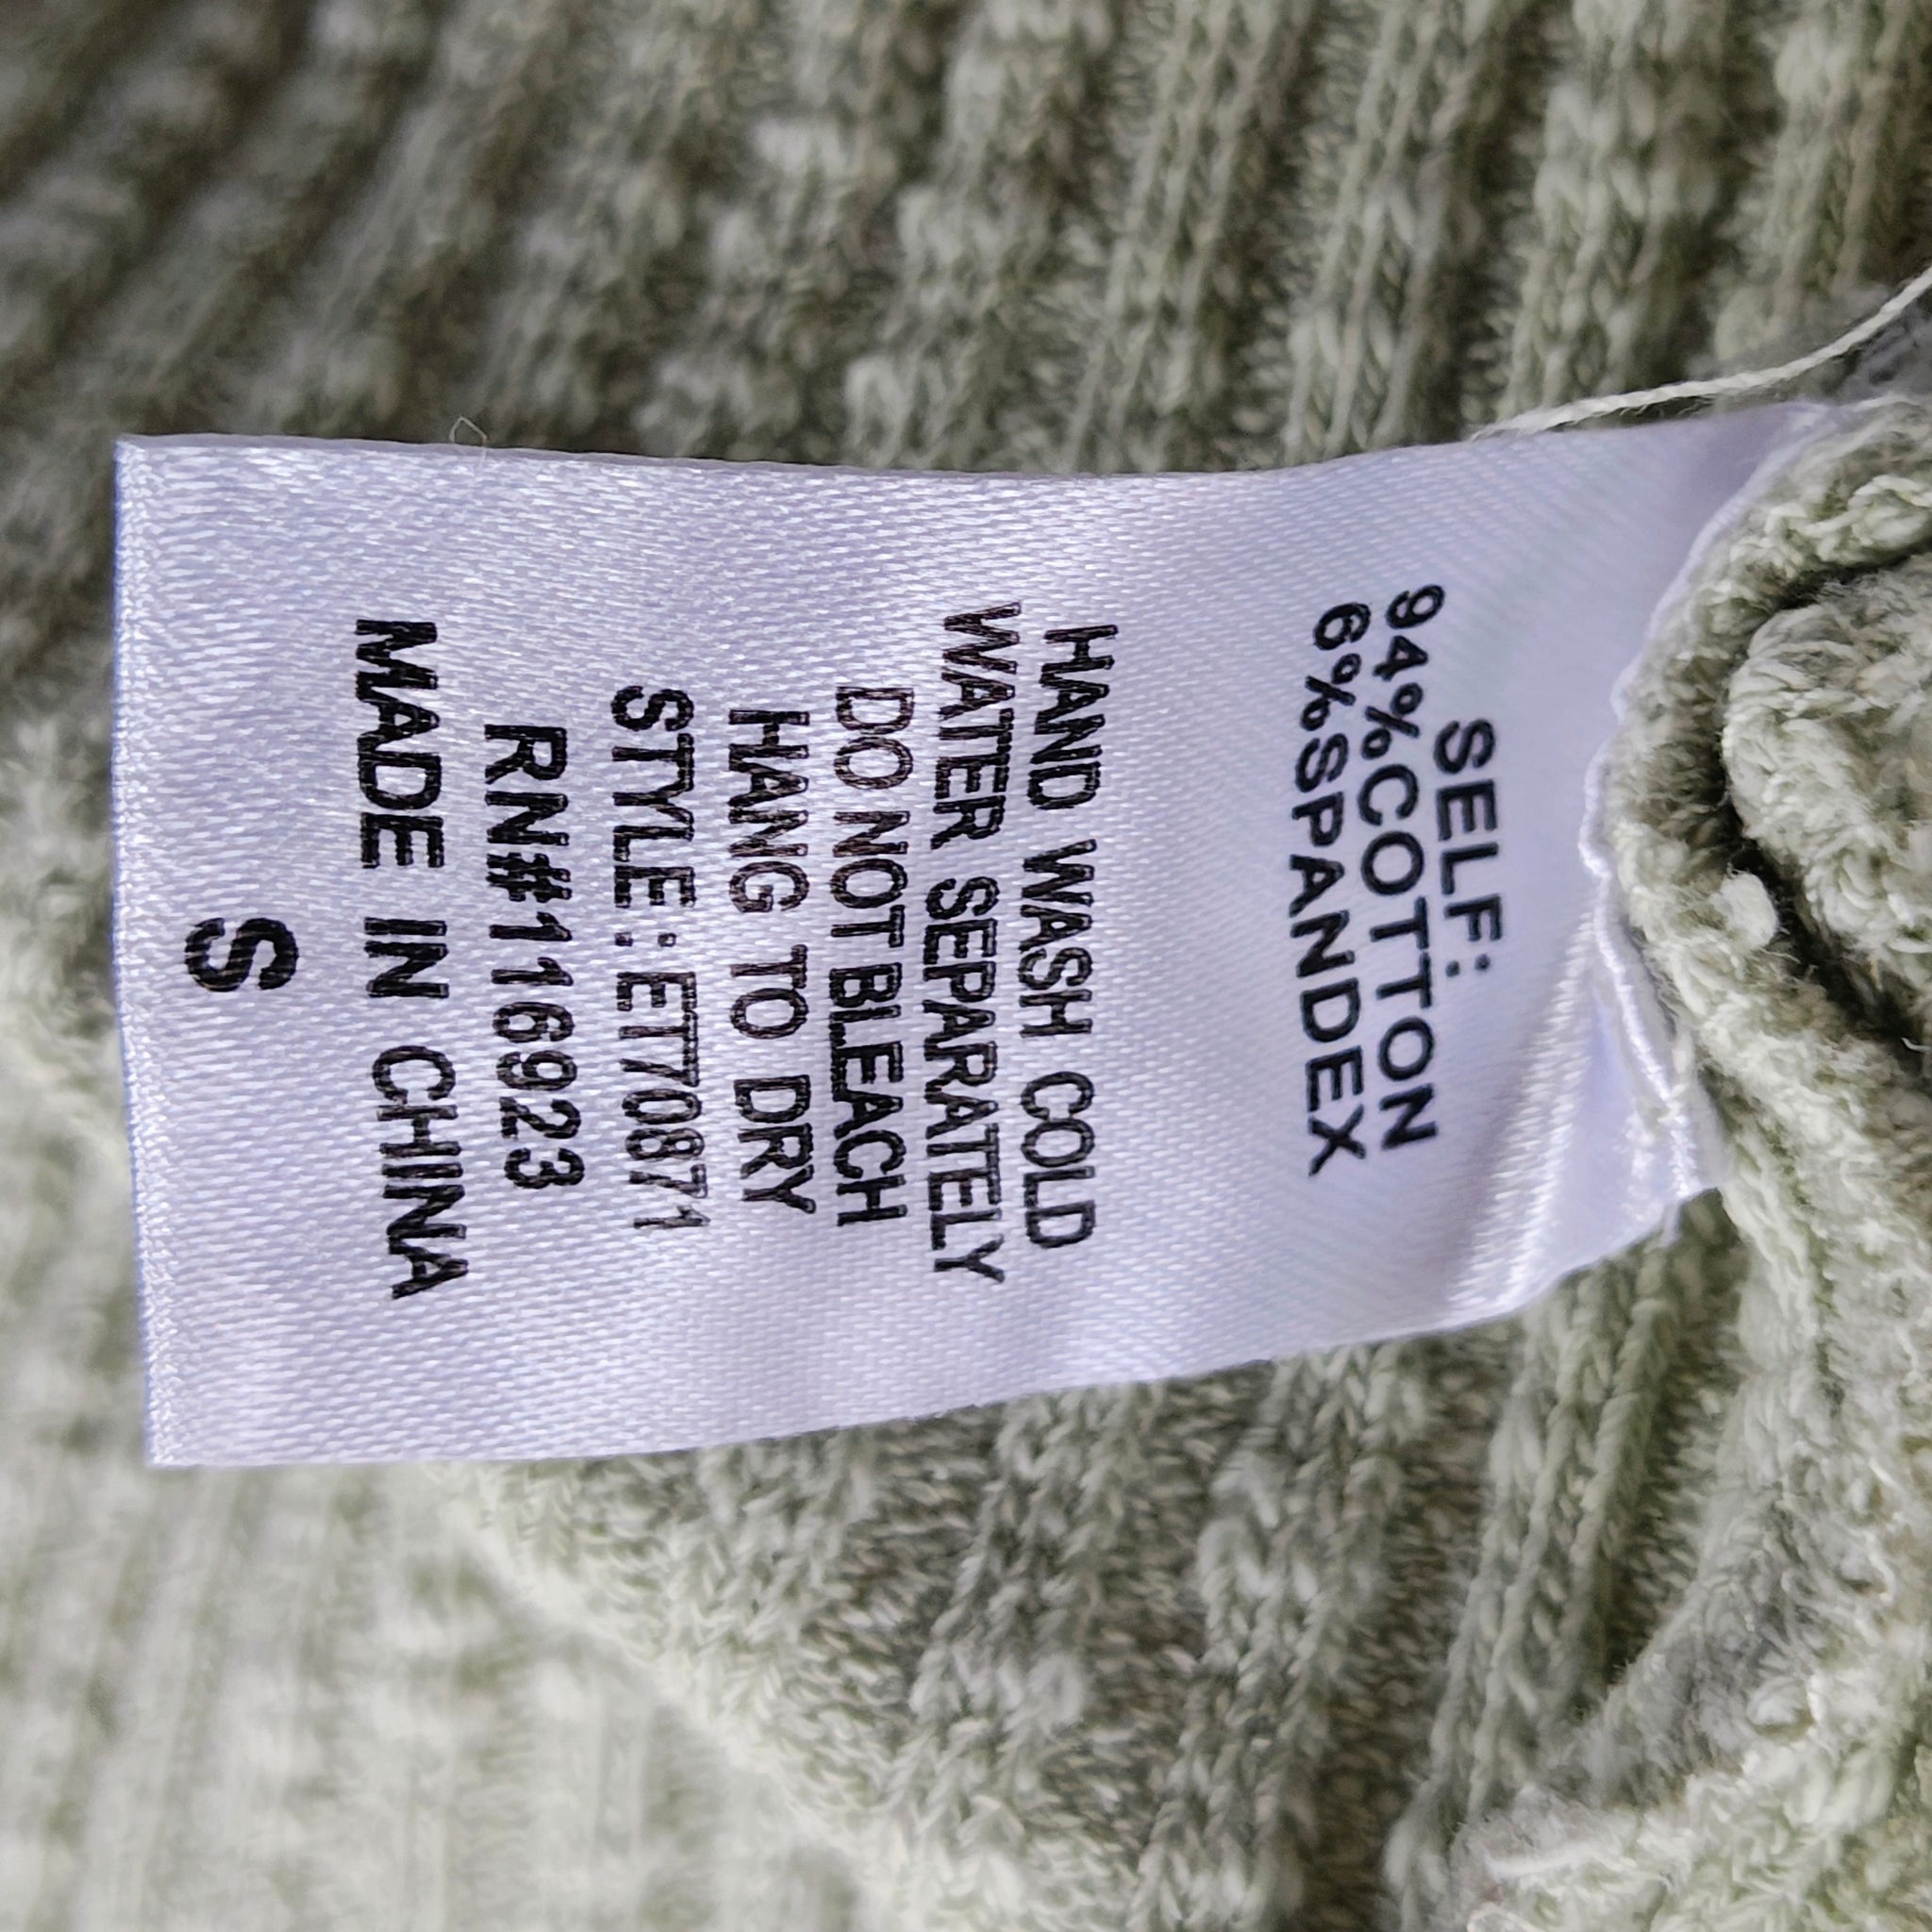 SELF:
94%COTTON
6%SPANDEX
HAND WASH COLD
WATER SEPARATELY
DO NOT BLEACH
HANG TO DRY
STYLE:ET70871
RN#116923
MADE IN CHINA
S